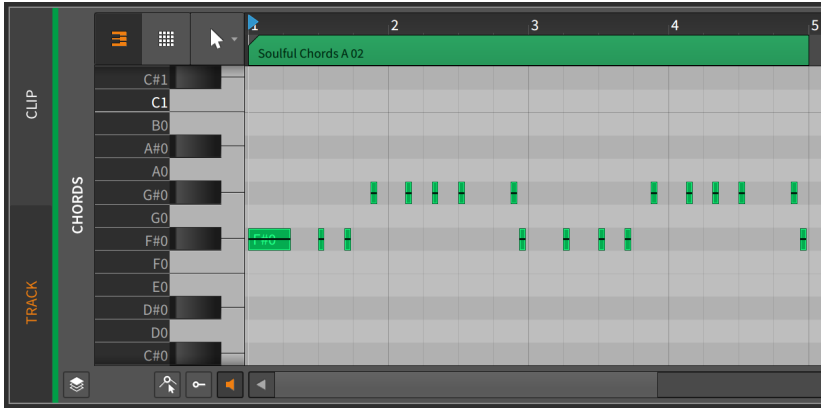 1 2 3 4 5
Soulful Chords A 02
CLIP
TRACK
CHORDS
C#1
C1
B0
A#0
A0
G#0
G0
F#0
F#0
F0
E0
D#0
D0
C#0